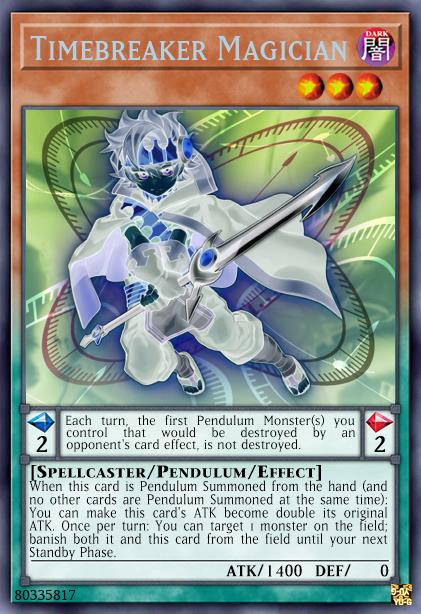 TIMEBREAKER MAGICIAN
DARK
闇
Each turn, the first Pendulum Monster(s) you
control that would be destroyed by an
opponent's card effect, is not destroyed.
2
2
[SPELLCASTER/PENDULUM/EFFECT]
When this card is Pendulum Summoned from the hand (and
no other cards are Pendulum Summoned at the same time):
You can make this card's ATK become double its original
ATK. Once per turn: You can target 1 monster on the field;
banish both it and this card from the field until your next
Standby Phase.
ATK/1400 DEF/ 0
80335817